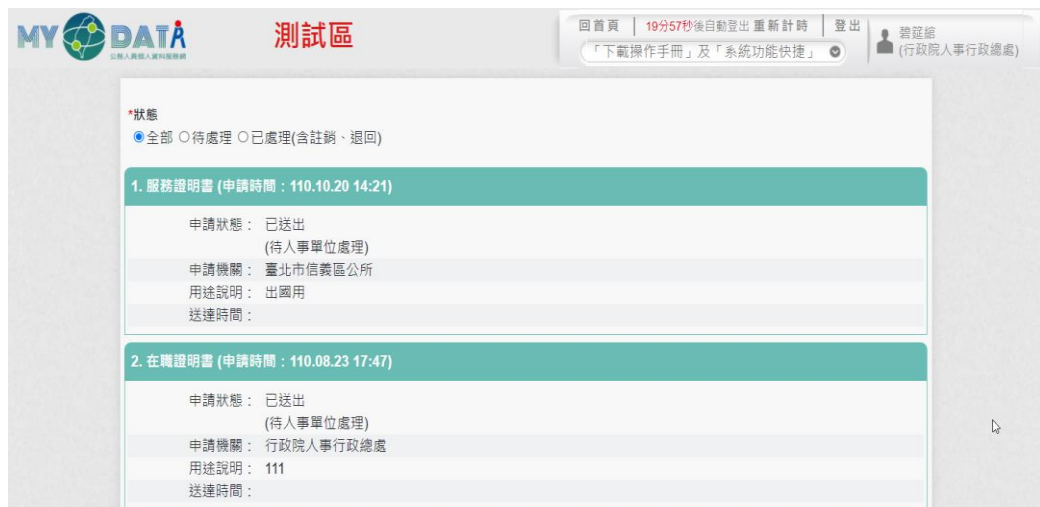 MY DATA
公務人員個人資料服務網
測試區
回首頁 | 19分57秒後自動登出 重新計時 | 登出
「下載操作手冊」及「系統功能快捷」
碧筵綰
(行政院人事行政總處)
*狀態
全部 待處理 已處理(含註銷、退回)
1. 服務證明書 (申請時間：110.10.20 14:21)
申請狀態： 已送出
(待人事單位處理)
申請機關： 臺北市信義區公所
用途說明： 出國用
送達時間：
2. 在職證明書 (申請時間：110.08.23 17:47)
申請狀態： 已送出
(待人事單位處理)
申請機關： 行政院人事行政總處
用途說明： 111
送達時間：